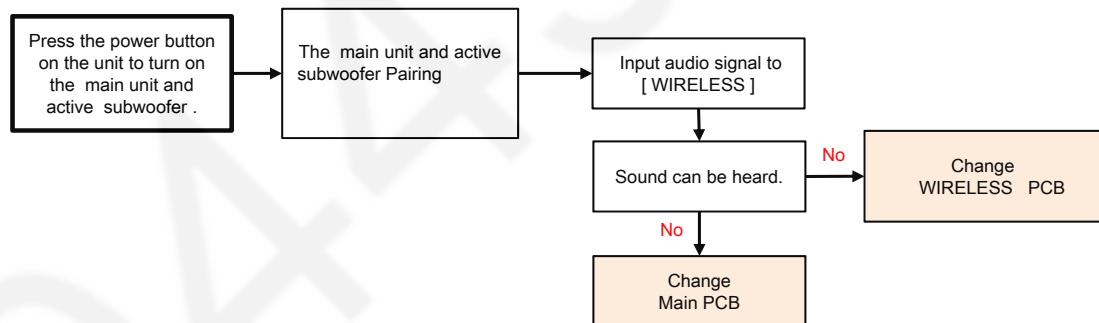 Press the power button
on the unit to turn on
the main unit and
active subwoofer .
The main unit and active
subwoofer Pairing
Input audio signal to
[ WIRELESS ]
Sound can be heard.
No
Change
WIRELESS PCB
No
Change
Main PCB